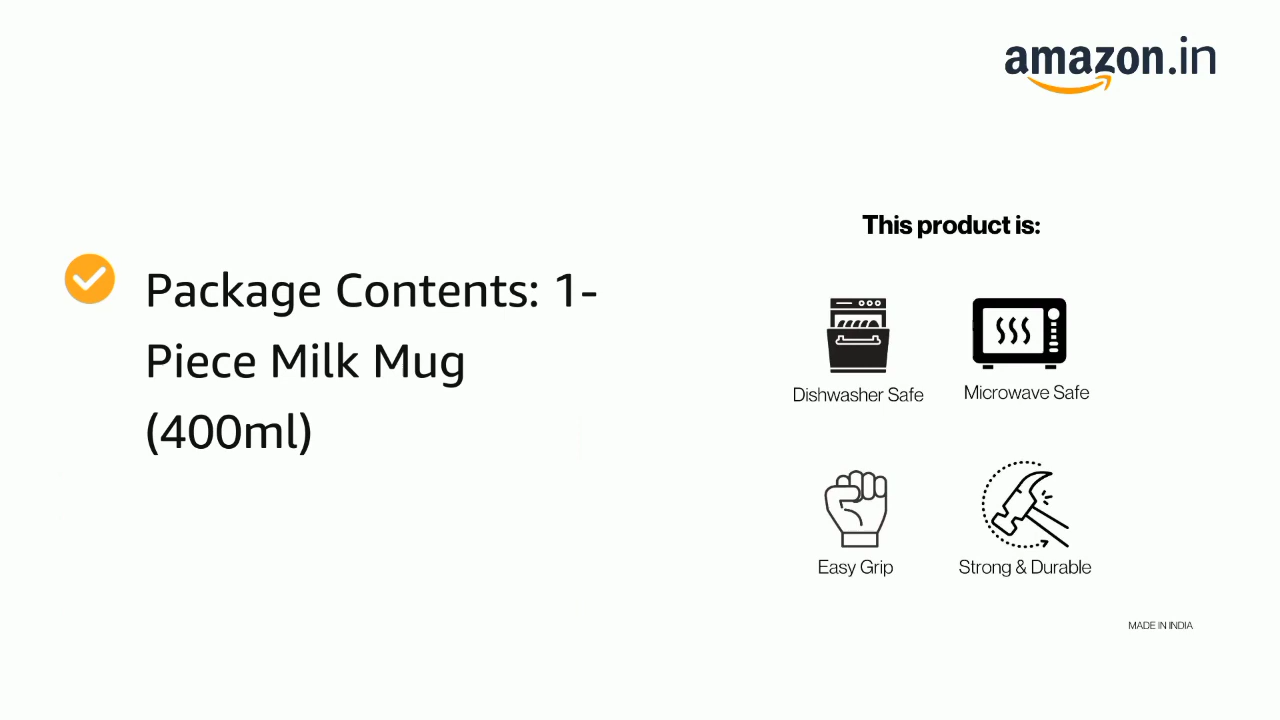 amazon.in
Package Contents: 1-
Piece Milk Mug
(400ml)
This product is:
Dishwasher Safe
Microwave Safe
Easy Grip
Strong & Durable
MADE IN INDIA